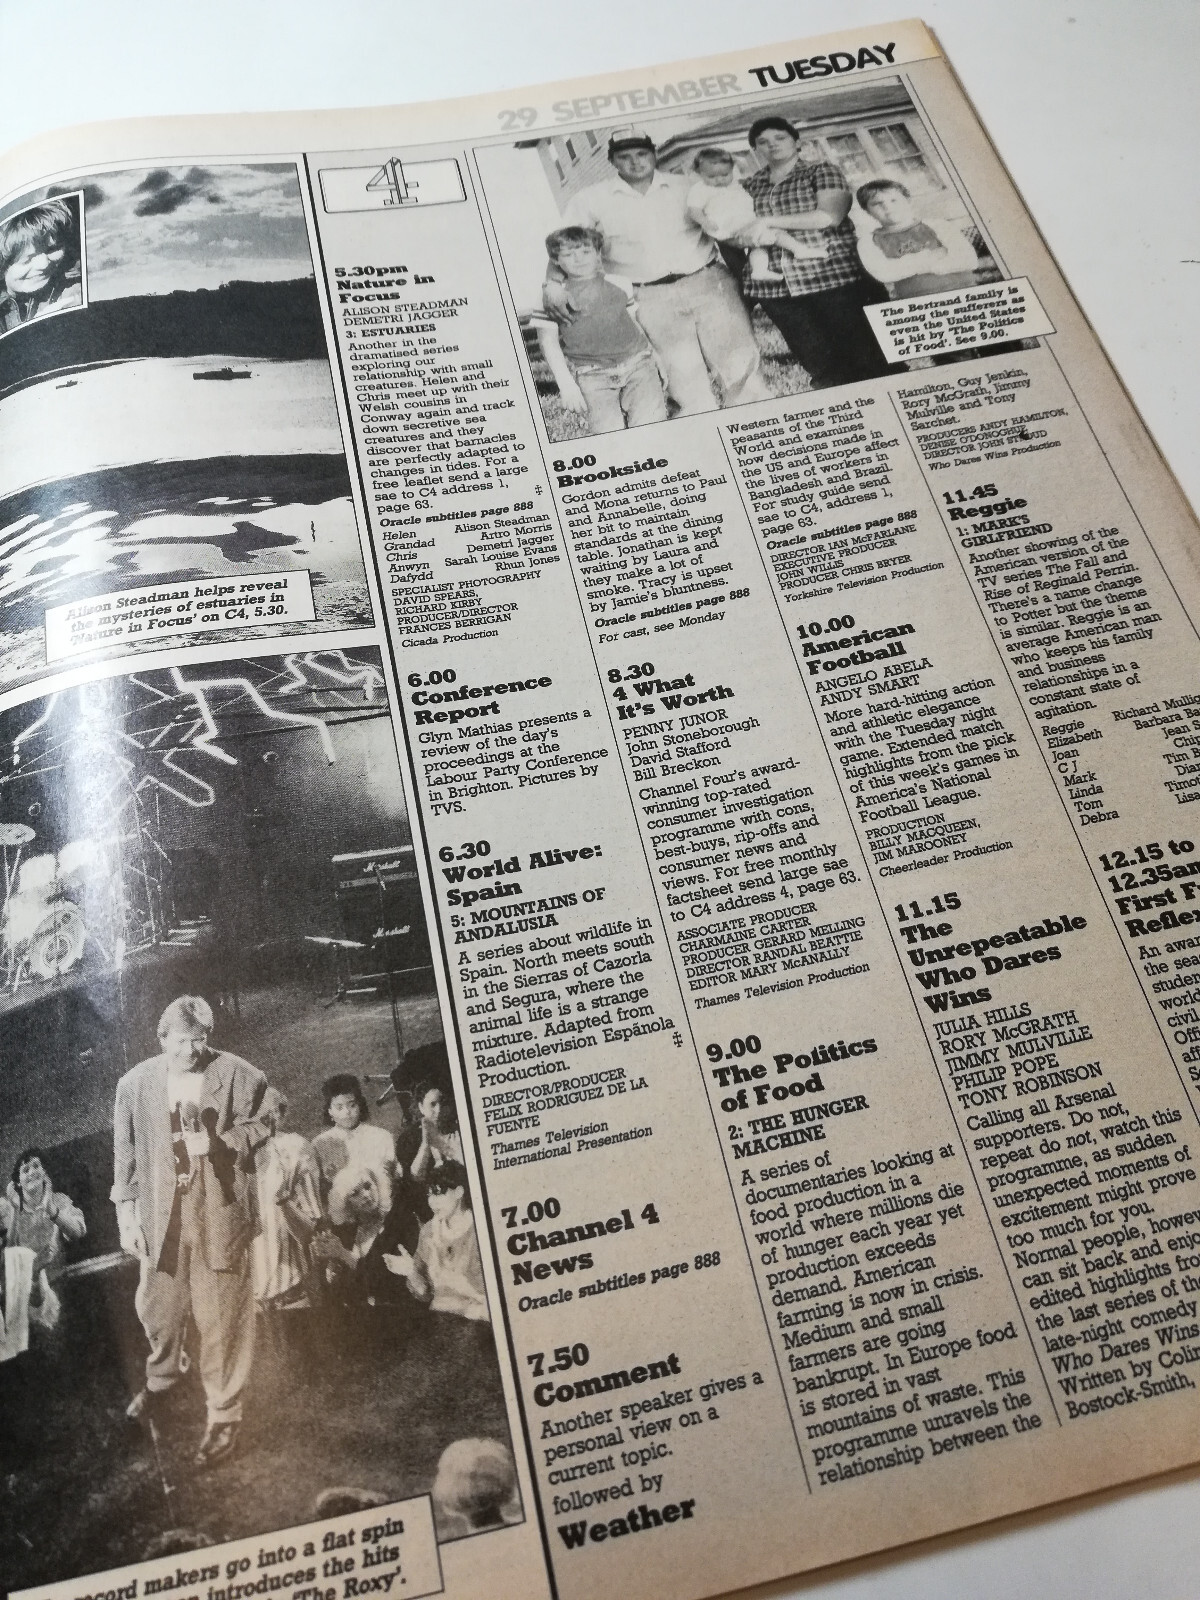 29 SEPTEMBER TUESDAY
4
5.30pm
Nature in
Focus
ALISON STEADMAN
DEMETRI JAGGER
3: ESTUARIES
Another in the
dramatised series
exploring our
relationship with small
creatures. Helen and
Chris meet up with their
Welsh cousins in
Conway again and track
down secretive sea
creatures and they
discover that barnacles
are perfectly adapted to
changes in tides. For a
free leaflet send a large
sae to C4 address 1,
page 63. ‡
Oracle subtitles page 888
Helen Alison Steadman
Grandad Artro Morris
Chris Demetri Jagger
Anwyn Sarah Louise Evans
Dafydd Rhun Jones
SPECIALIST PHOTOGRAPHY
DAVID SPEARS,
RICHARD KIRBY
PRODUCER/DIRECTOR
FRANCES BERRIGAN
Cicada Production
6.00
Conference
Report
Glyn Mathias presents a
review of the day's
proceedings at the
Labour Party Conference
in Brighton. Pictures by
TVS.
6.30
World Alive:
Spain
5: MOUNTAINS OF
ANDALUSIA
A series about wildlife in
Spain. North meets south
in the Sierras of Cazorla
and Segura, where the
animal life is a strange
mixture. Adapted from
Radiotelevision Espánola
Production. ‡
DIRECTOR/PRODUCER
FELIX RODRIGUEZ DE LA
FUENTE
Thames Television
International Presentation
7.00
Channel 4
News
Oracle subtitles page 888
7.50
Comment
Another speaker gives a
personal view on a
current topic.
followed by
Weather
The Bertrand family is
among the sufferers as
even the United States
is hit by 'The Politics
of Food'. See 9.00.
8.00
Brookside
Gordon admits defeat
and Mona returns to Paul
and Annabelle, doing
her bit to maintain
standards at the dining
table. Jonathan is kept
waiting by Laura and
they make a lot of
smoke. Tracy is upset
by Jamie's bluntness.
Oracle subtitles page 888
For cast, see Monday
8.30
4 What
It's Worth
PENNY JUNOR
John Stoneborough
David Stafford
Bill Breckon
Channel Four's award-
winning top-rated
consumer investigation
programme with cons,
best-buys, rip-offs and
consumer news and
views. For free monthly
factsheet send large sae
to C4 address 4, page 63.
ASSOCIATE PRODUCER
CHARMAINE CARTER
PRODUCER GERARD MELLING
DIRECTOR RANDAL BEATTIE
EDITOR MARY McANALLY
Thames Television Production
9.00
The Politics
of Food
2: THE HUNGER
MACHINE
A series of
documentaries looking at
food production in a
world where millions die
of hunger each year yet
production exceeds
demand. American
farming is now in crisis.
Medium and small
farmers are going
bankrupt. In Europe food
is stored in vast
mountains of waste. This
programme unravels the
relationship between the
Western farmer and the
peasants of the Third
World and examines
how decisions made in
the US and Europe affect
the lives of workers in
Bangladesh and Brazil.
For study guide send
sae to C4, address 1,
page 63.
Oracle subtitles page 888
DIRECTOR IAN McFARLANE
EXECUTIVE PRODUCER
JOHN WILLIS
PRODUCER CHRIS BRYER
Yorkshire Television Production
10.00
American
Football
ANGELO ABELA
ANDY SMART
More hard-hitting action
and athletic elegance
with the Tuesday night
game. Extended match
highlights from the pick
of this week's games in
America's National
Football League.
PRODUCTION
BILLY MACQUEEN,
JIM MAROONEY
Cheerleader Production
11.15
The
Unrepeatable
Who Dares
Wins
JULIA HILLS
RORY McGRATH
JIMMY MULVILLE
PHILIP POPE
TONY ROBINSON
Calling all Arsenal
supporters. Do not,
repeat do not, watch this
programme, as sudden
unexpected moments of
excitement might prove
too much for you.
Normal people, howev
can sit back and enjo
edited highlights fro
the last series of the
late-night comedy
Who Dares Wins
Written by Colin
Bostock-Smith,
Hamilton, Guy Jenkin,
Rory McGrath, Jimmy
Mulville and Tony
Sarchet.
PRODUCERS ANDY HAMILTON,
DENISE O'DONOGHUE
DIRECTOR JOHN
Who Dares Wins Production
11.45
Reggie
1: MARK'S
GIRLFRIEND
Another showing of the
American version of the
TV series The Fall and
Rise of Reginald Perrin.
There's a name change
to Potter but the theme
is similar. Reggie is an
average American man
who keeps his family
and business
relationships in a
constant state of
agitation.
Reggie Richard Mullig
Elizabeth Barbara Ba
Joan Jean
C J Chip
Mark Tim
Linda Dian
Tom Timot
Debra Lisa
12.15 to
12.35am
First F
Refle
An awar
the sea
studen
world
civil
Off
aff
Alison Steadman helps reveal
the mysteries of estuaries in
'Nature in Focus' on C4, 5.30.
Marshall
Marshall
record makers go into a flat spin
introduces the hits
'The Roxy'.